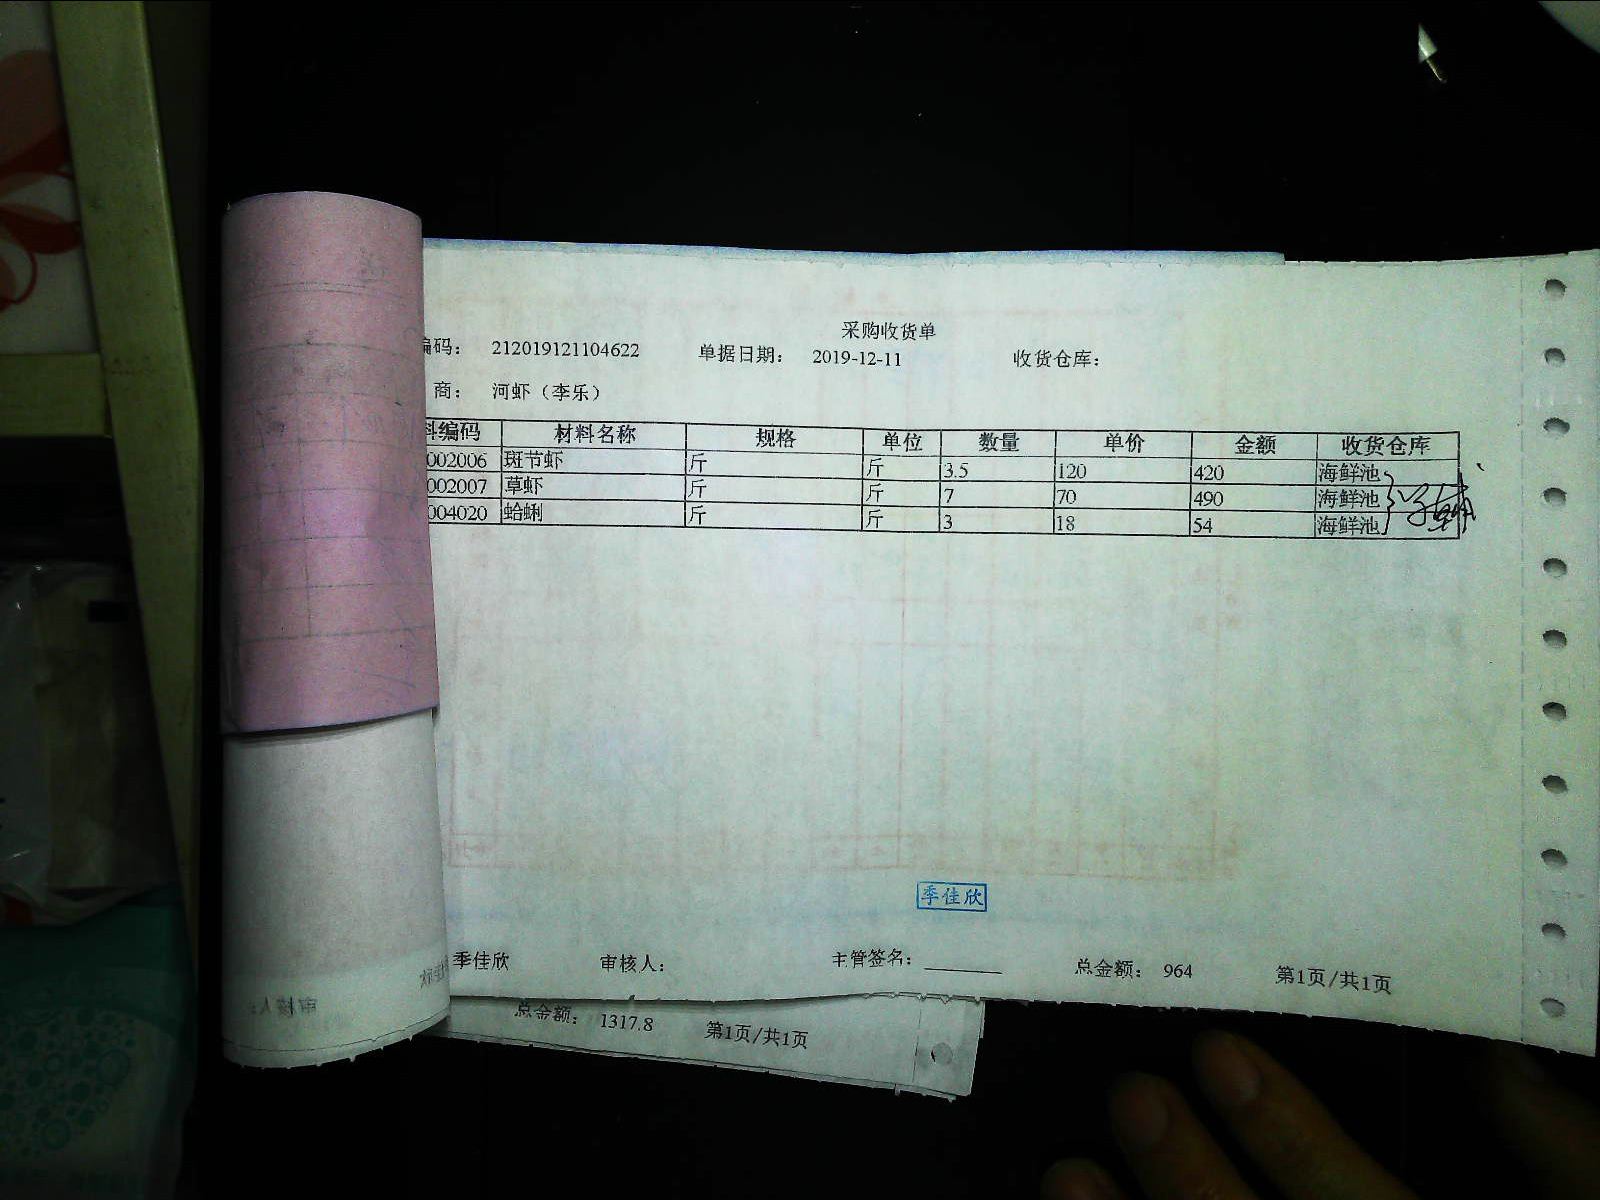 采购收货单
编码： 212019121104622 单据日期： 2019-12-11 收货仓库：
商： 河虾（李乐）
料编码 材料名称 规格 单位 数量 单价 金额 收货仓库
002006 斑节虾 斤 斤 3.5 120 420 海鲜池
002007 草虾 斤 斤 7 70 490 海鲜池
004020 蛤蜊 斤 斤 3 18 54 海鲜池
季佳欣
季佳欣 审核人： 主管签名： 总金额： 964 第1页/共1页
总金额： 1317.8 第1页/共1页
审核人：